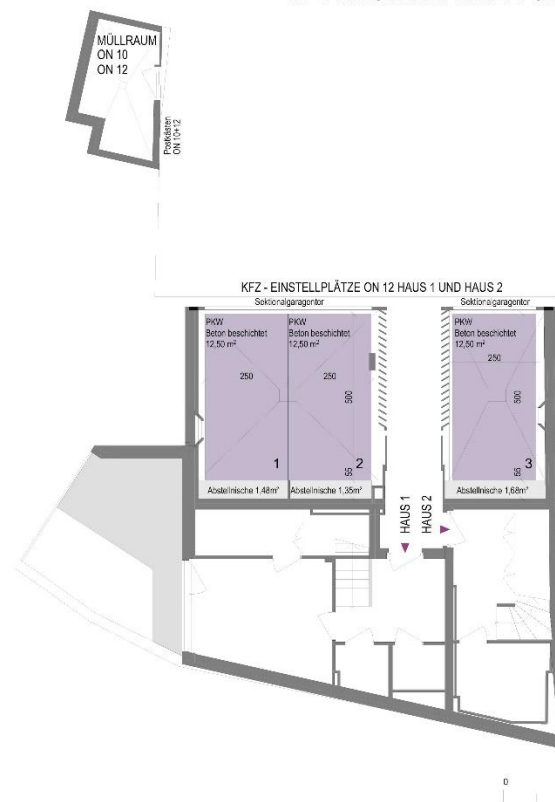 MÜLLRAUM
ON 10
ON 12
Postkästen
ON 10+12
KFZ - EINSTELLPLÄTZE ON 12 HAUS 1 UND HAUS 2
Sektionalgaragentor
Sektionalgaragentor
PKW
Beton beschichtet
12,50 m²
250
1
Abstellnische 1,48m²
PKW
Beton beschichtet
12,50 m²
250
500
55
2
Abstellnische 1,35m²
PKW
Beton beschichtet
12,50 m²
250
500
55
3
Abstellnische 1,68m²
HAUS 1
HAUS 2
0